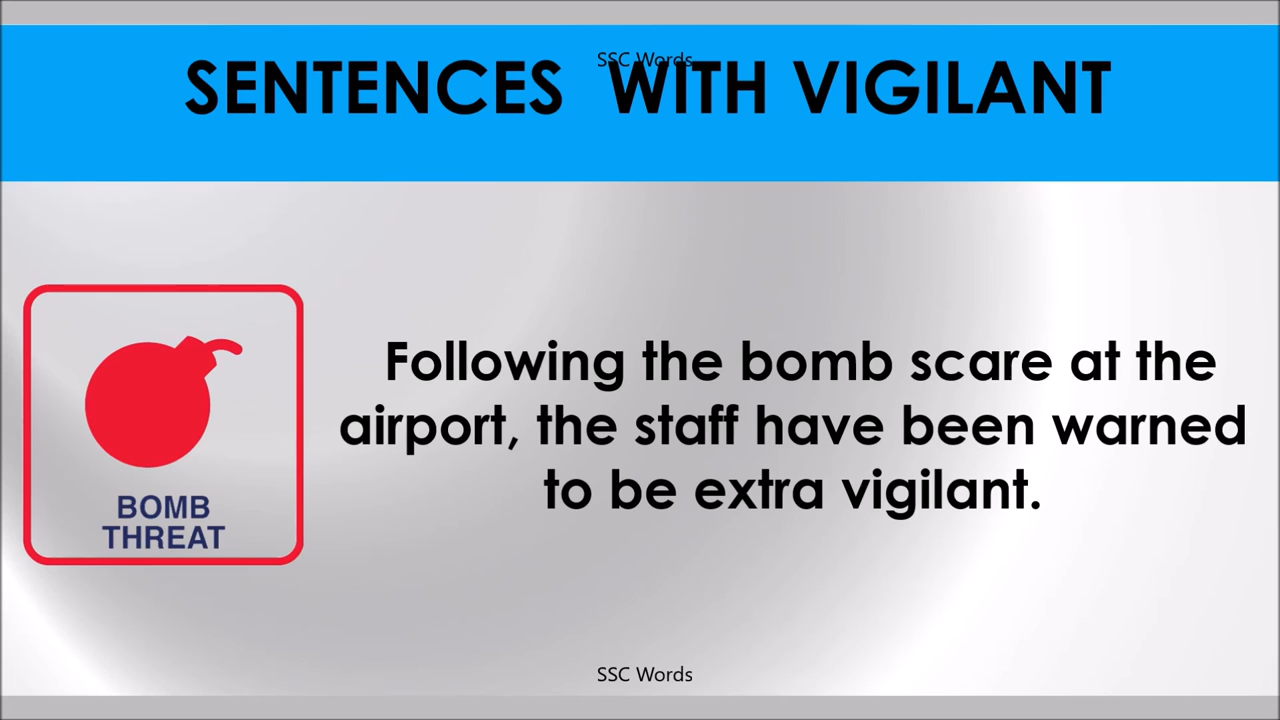 SSC Words
SENTENCES WITH VIGILANT
Following the bomb scare at the
airport, the staff have been warned
to be extra vigilant.
BOMB
THREAT
SSC Words